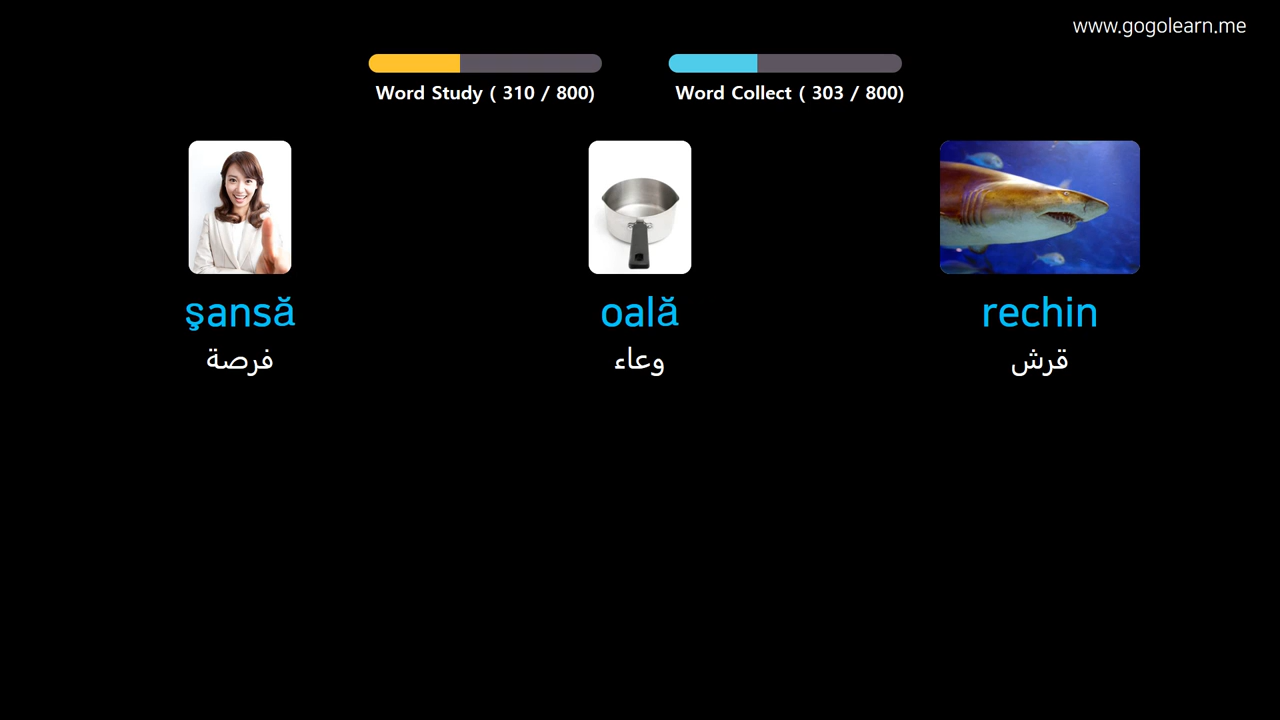 www.gogolearn.me
Word Study ( 310 / 800)
Word Collect ( 303 / 800)
şansă
oală
rechin
فرصة
وعاء
قرش